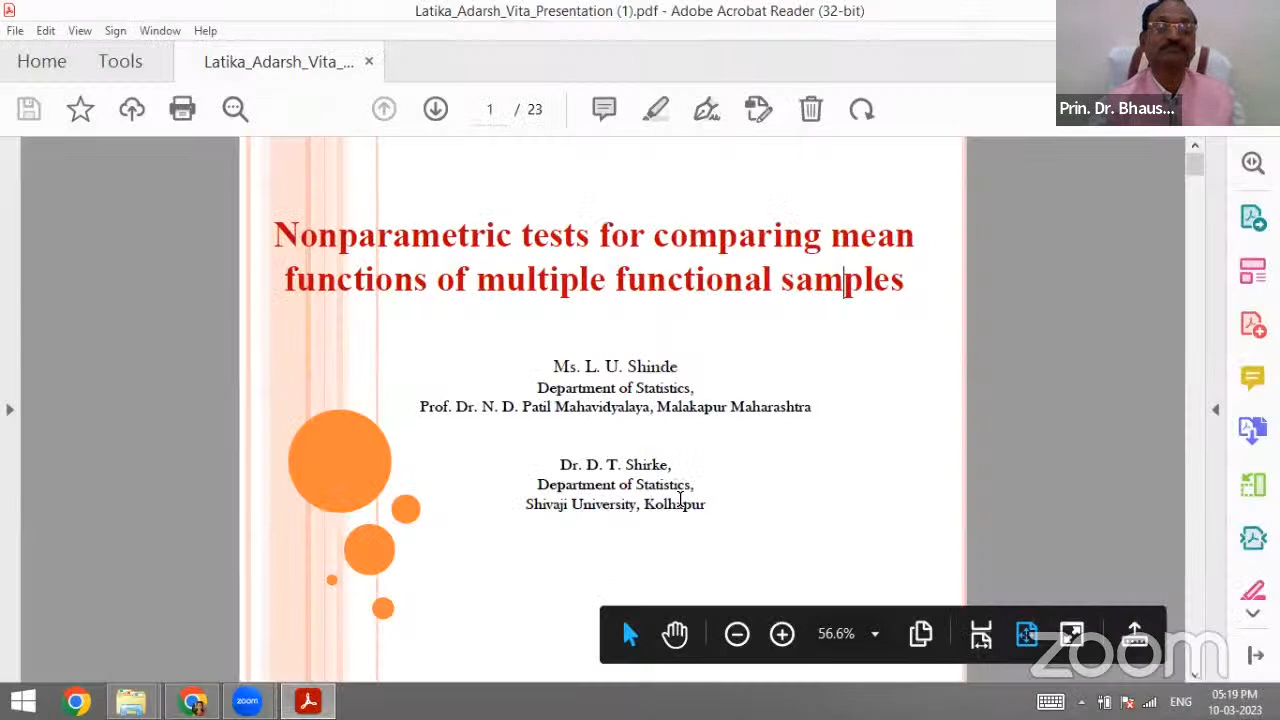 Latika_Adarsh_Vita_Presentation (1).pdf - Adobe Acrobat Reader (32-bit)
File Edit View Sign Window Help
Home Tools Latika_Adarsh_Vita_... ×
1 / 23
Prin. Dr. Bhaus...
Nonparametric tests for comparing mean
functions of multiple functional samples
Ms. L. U. Shinde
Department of Statistics,
Prof. Dr. N. D. Patil Mahavidyalaya, Malakapur Maharashtra
Dr. D. T. Shirke,
Department of Statistics,
Shivaji University, Kolhapur
56.6%
zoom
zoom
ENG
05:19 PM
10-03-2023